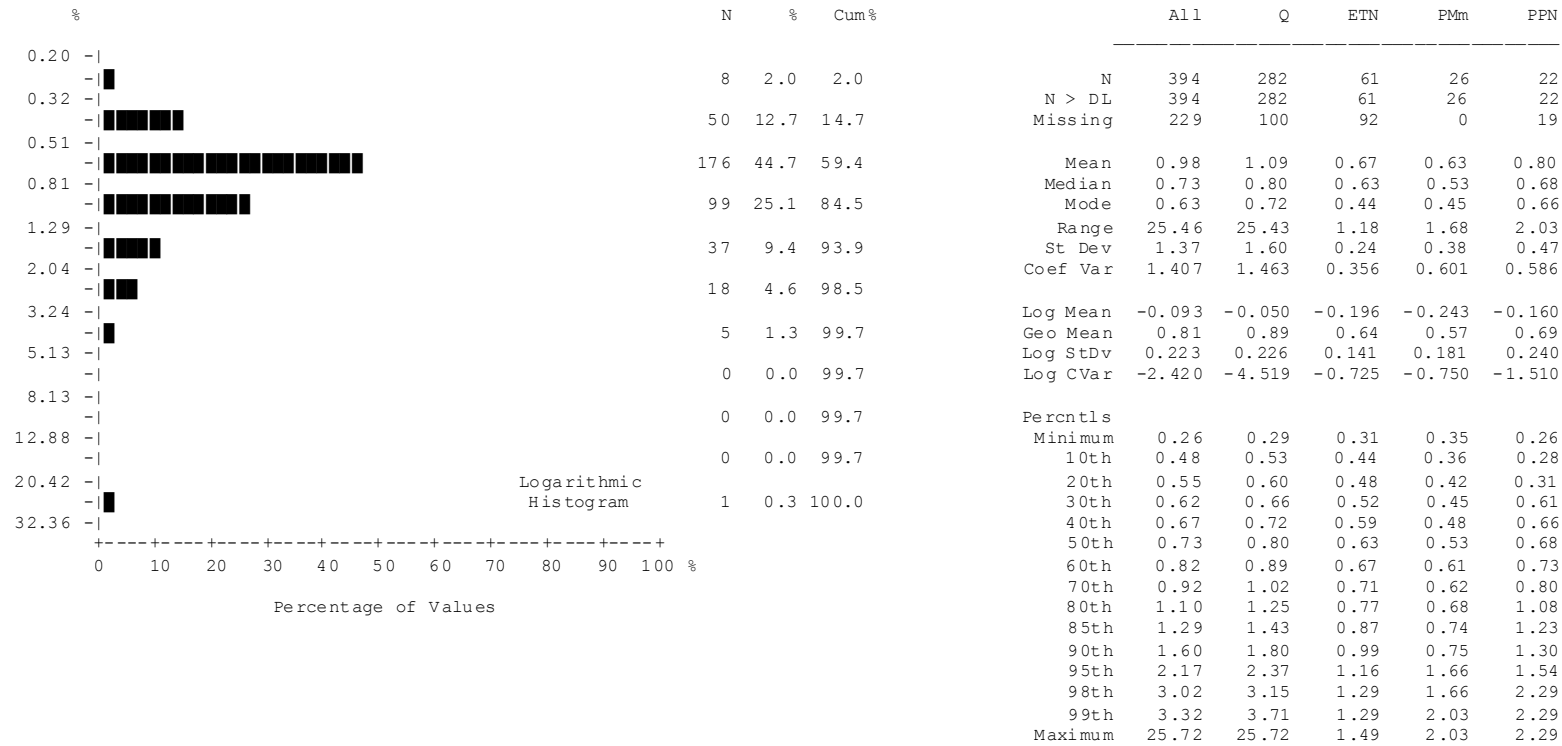 % N % Cum% All Q ETN PMm PPN
0.20 -|
-| 8 2.0 2.0 N 394 282 61 26 22
0.32 -| N > DL 394 282 61 26 22
-| 50 12.7 14.7 Missing 229 100 92 0 19
0.51 -|
-| 176 44.7 59.4 Mean 0.98 1.09 0.67 0.63 0.80
0.81 -| Median 0.73 0.80 0.63 0.53 0.68
-| 99 25.1 84.5 Mode 0.63 0.72 0.44 0.45 0.66
1.29 -| Range 25.46 25.43 1.18 1.68 2.03
-| 37 9.4 93.9 St Dev 1.37 1.60 0.24 0.38 0.47
2.04 -| Coef Var 1.407 1.463 0.356 0.601 0.586
-| 18 4.6 98.5
3.24 -| Log Mean -0.093 -0.050 -0.196 -0.243 -0.160
-| 5 1.3 99.7 Geo Mean 0.81 0.89 0.64 0.57 0.69
5.13 -| Log StDv 0.223 0.226 0.141 0.181 0.240
-| 0 0.0 99.7 Log CVar -2.420 -4.519 -0.725 -0.750 -1.510
8.13 -|
-| 0 0.0 99.7 Percntls
12.88 -| Minimum 0.26 0.29 0.31 0.35 0.26
-| 0 0.0 99.7 10th 0.48 0.53 0.44 0.36 0.28
20.42 -| Logarithmic 20th 0.55 0.60 0.48 0.42 0.31
-| Histogram 1 0.3 100.0 30th 0.62 0.66 0.52 0.45 0.61
32.36 -| 40th 0.67 0.72 0.59 0.48 0.66
+----+----+----+----+----+----+----+----+----+----+ 50th 0.73 0.80 0.63 0.53 0.68
0 10 20 30 40 50 60 70 80 90 100 % 60th 0.82 0.89 0.67 0.61 0.73
70th 0.92 1.02 0.71 0.62 0.80
Percentage of Values 80th 1.10 1.25 0.77 0.68 1.08
85th 1.29 1.43 0.87 0.74 1.23
90th 1.60 1.80 0.99 0.75 1.30
95th 2.17 2.37 1.16 1.66 1.54
98th 3.02 3.15 1.29 1.66 2.29
99th 3.32 3.71 1.29 2.03 2.29
Maximum 25.72 25.72 1.49 2.03 2.29